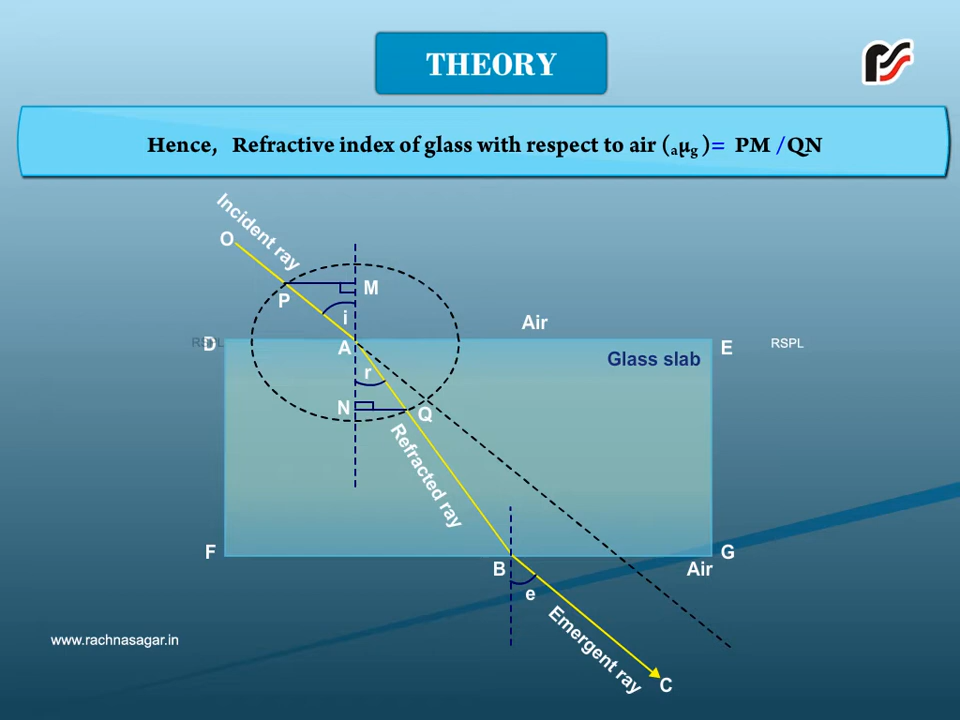 THEORY
Hence, Refractive index of glass with respect to air (aμg)= PM /QN
Incident ray
O
P
M
i
Air
RSPL
D
A
E
RSPL
Glass slab
r
N
Q
Refracted ray
F
G
B
Air
e
Emergent ray
www.rachnasagar.in
C